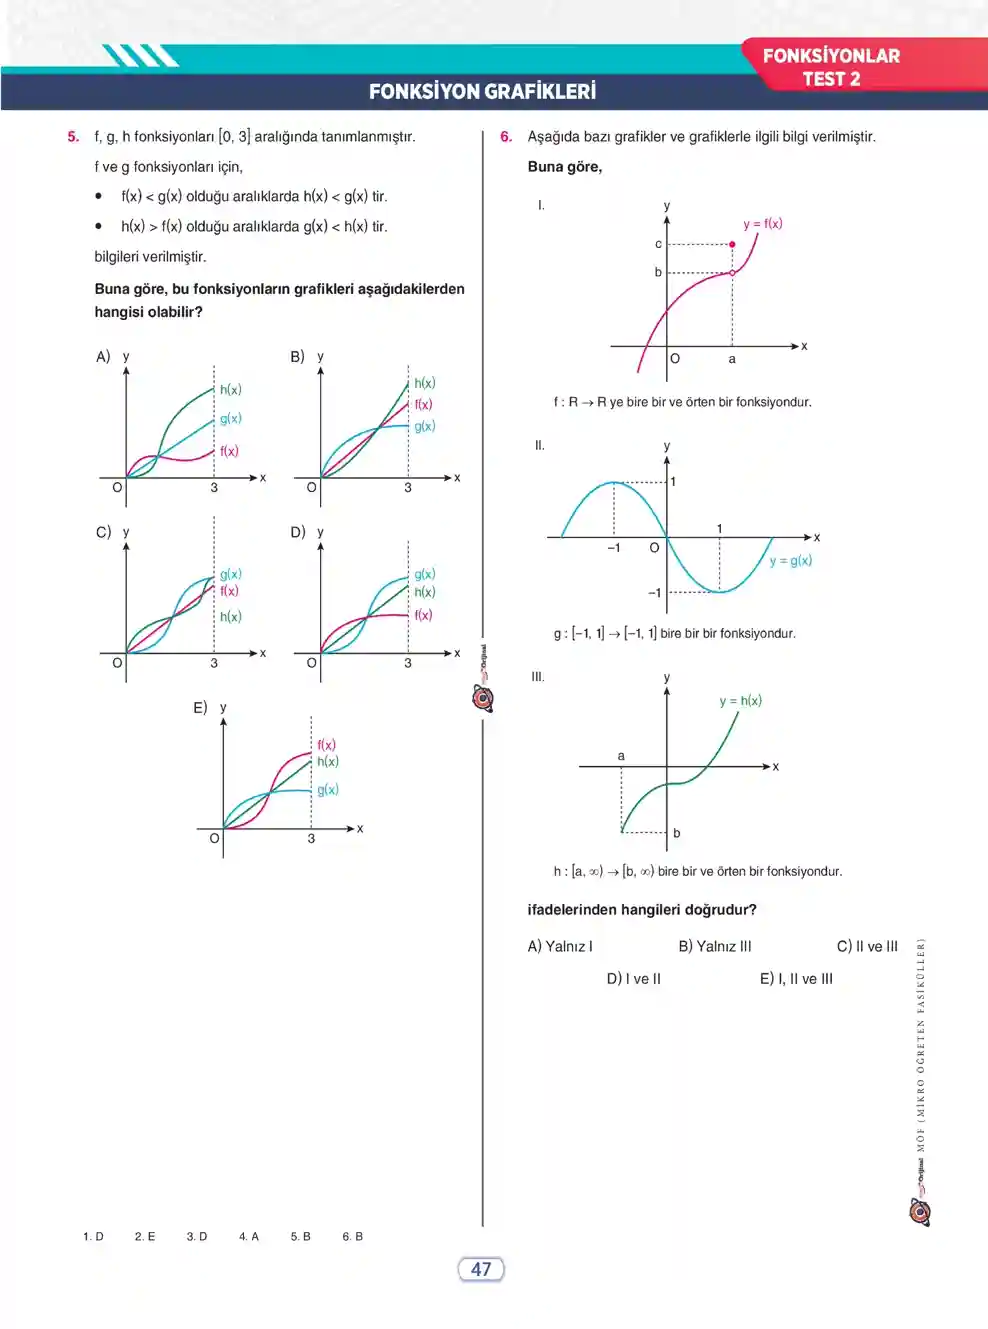 FONKSİYONLAR
TEST 2
FONKSİYON GRAFİKLERİ
5. f, g, h fonksiyonları [0, 3] aralığında tanımlanmıştır.
f ve g fonksiyonları için,
• f(x) < g(x) olduğu aralıklarda h(x) < g(x) tir.
• h(x) > f(x) olduğu aralıklarda g(x) < h(x) tir.
bilgileri verilmiştir.
Buna göre, bu fonksiyonların grafikleri aşağıdakilerden
hangisi olabilir?
A) y
h(x)
g(x)
f(x)
x
O 3
B) y
h(x)
f(x)
g(x)
x
O 3
C) y
g(x)
f(x)
h(x)
x
O 3
D) y
g(x)
h(x)
f(x)
x
O 3
E) y
f(x)
h(x)
g(x)
x
O 3
Orijinal
6. Aşağıda bazı grafikler ve grafiklerle ilgili bilgi verilmiştir.
Buna göre,
I.
y
y = f(x)
c
b
x
O a
f : R → R ye bire bir ve örten bir fonksiyondur.
II.
y
1
1
x
–1 O
y = g(x)
–1
g : [–1, 1] → [–1, 1] bire bir bir fonksiyondur.
III.
y
y = h(x)
a
x
b
h : [a, ∞) → [b, ∞) bire bir ve örten bir fonksiyondur.
ifadelerinden hangileri doğrudur?
A) Yalnız I B) Yalnız III C) II ve III
D) I ve II E) I, II ve III
Orijinal MÖF (MİKRO ÖĞRETEN FASİKÜLLER)
1. D 2. E 3. D 4. A 5. B 6. B
47